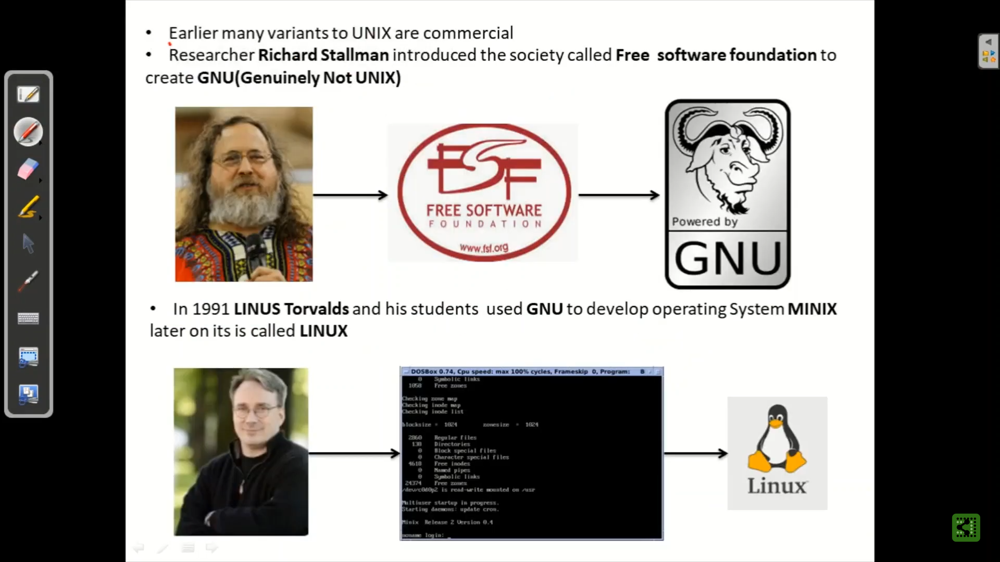 • Earlier many variants to UNIX are commercial
• Researcher Richard Stallman introduced the society called Free software foundation to
create GNU(Genuinely Not UNIX)
FSF
FREE SOFTWARE
FOUNDATION
www.fsf.org
Powered by
GNU
• In 1991 LINUS Torvalds and his students used GNU to develop operating System MINIX
later on its is called LINUX
DOSBox 0.74, Cpu speed: max 100% cycles, Frameskip 0, Program: B
0 Symbolic links
1058 Free zones
Checking zone map
Checking inode map
Checking inode list
blocksize = 1024 zonesize = 1024
2860 Regular files
138 Directories
0 Block special files
0 Character special files
4618 Free inodes
0 Named pipes
0 Symbolic links
24374 Free zones
/dev/c0d0p2 is read-write mounted on /usr
Multiuser startup in progress.
Starting daemons: update cron.
Minix Release 2 Version 0.4
noname login: _
Linux